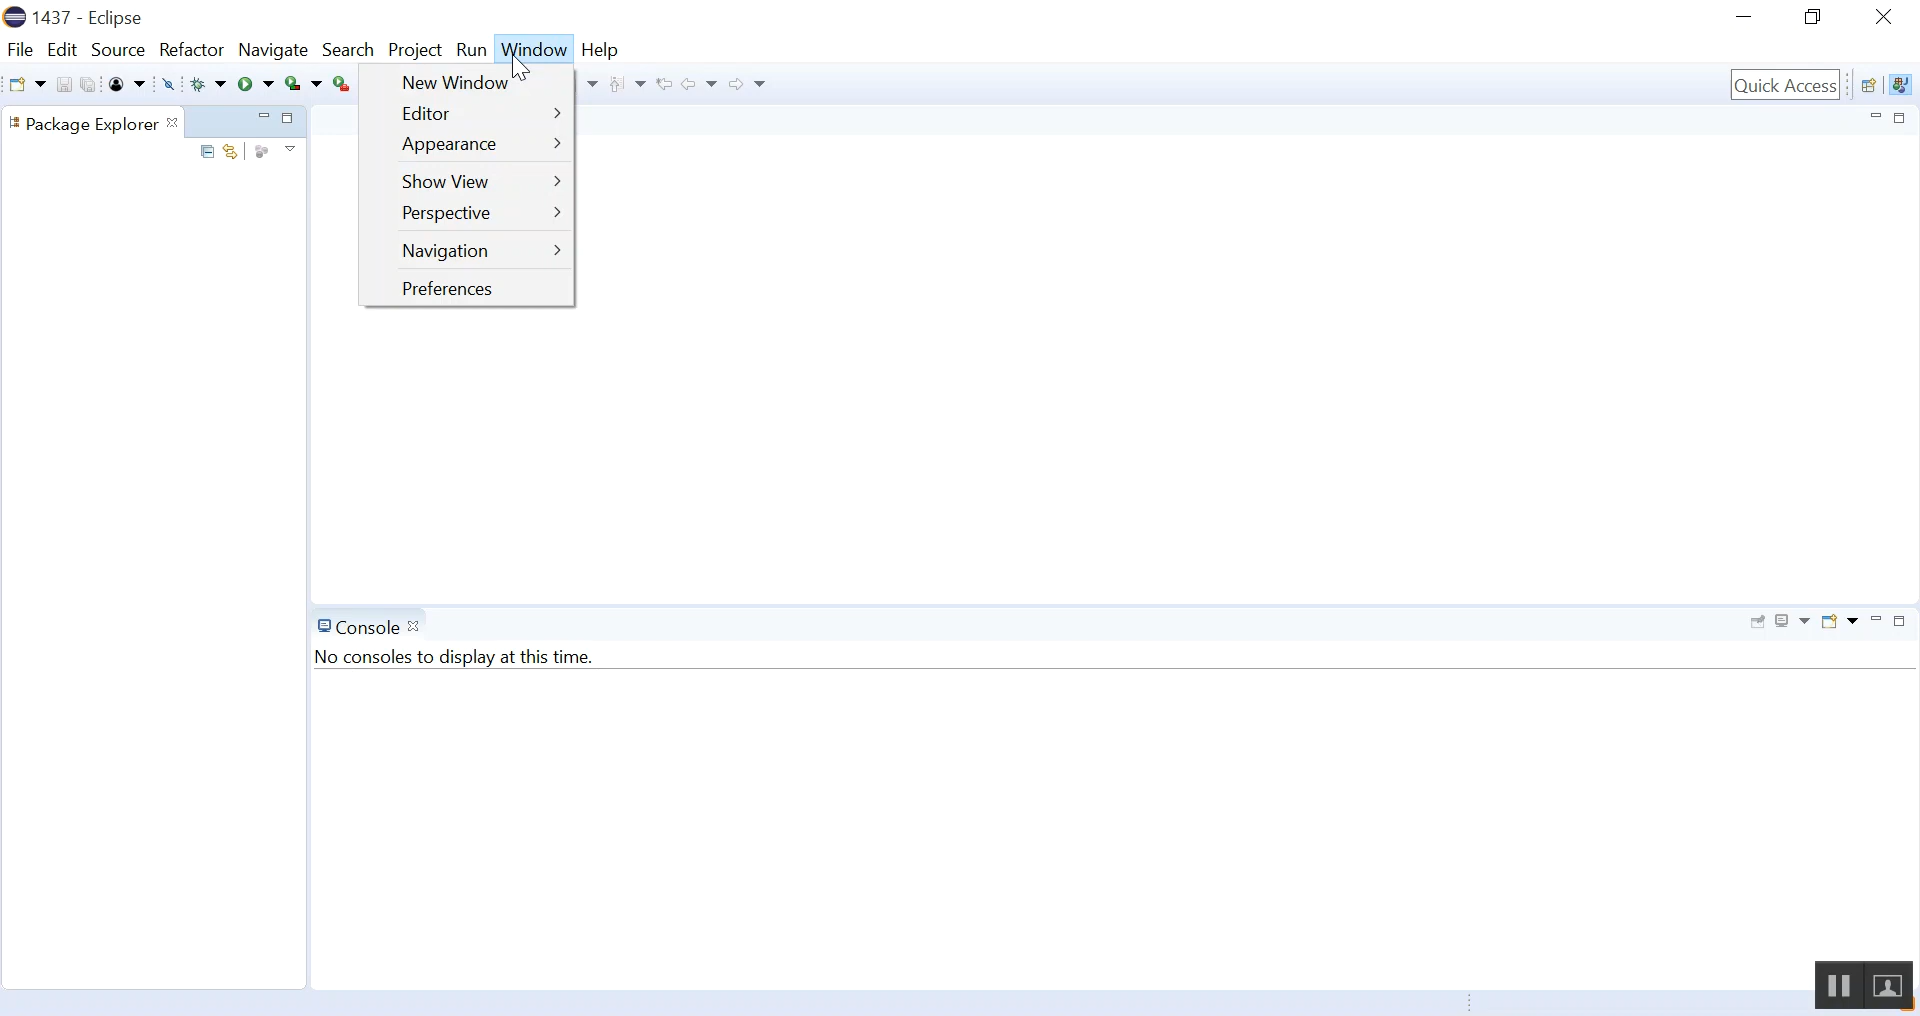 1437 - Eclipse
File Edit Source Refactor Navigate Search Project Run Window Help
Quick Access
New Window
Editor
Appearance
Show View
Perspective
Navigation
Preferences
Package Explorer
Console
No consoles to display at this time.